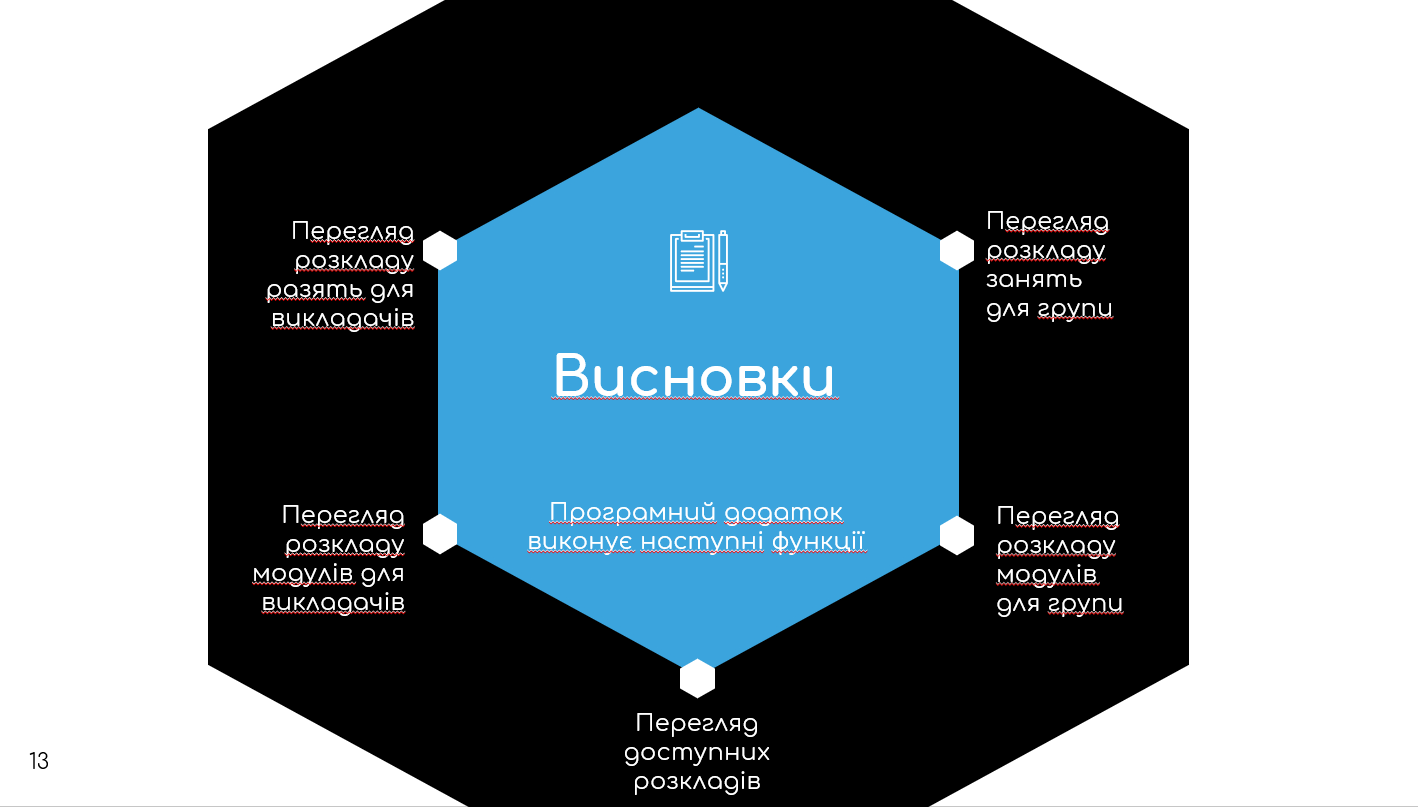 Перегляд
розкладу
разять для
викладачів
Перегляд
розкладу
занять
для групи
Висновки
Програмний додаток
виконує наступні функції
Перегляд
розкладу
модулів для
викладачів
Перегляд
розкладу
модулів
для групи
Перегляд
доступних
розкладів
13